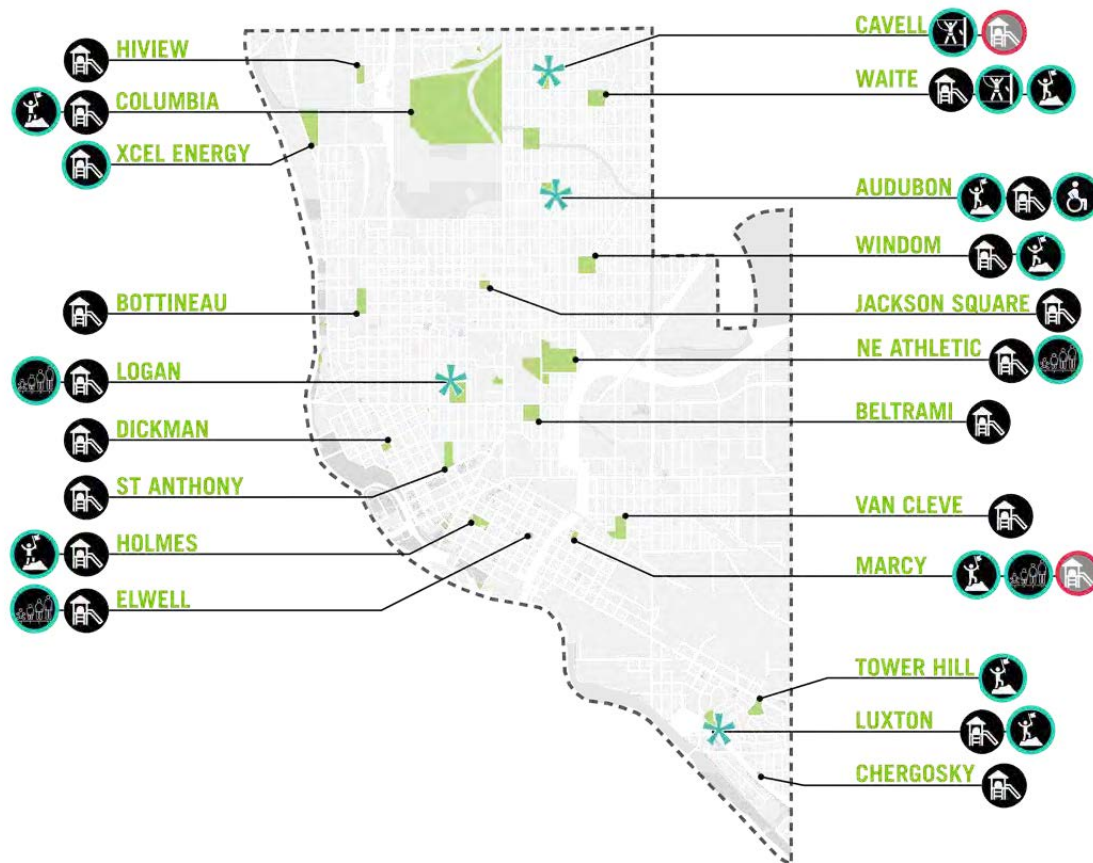 HIVIEW
COLUMBIA
XCEL ENERGY
BOTTINEAU
LOGAN
DICKMAN
ST ANTHONY
HOLMES
ELWELL
CAVELL
WAITE
AUDUBON
WINDOM
JACKSON SQUARE
NE ATHLETIC
BELTRAMI
VAN CLEVE
MARCY
TOWER HILL
LUXTON
CHERGOSKY